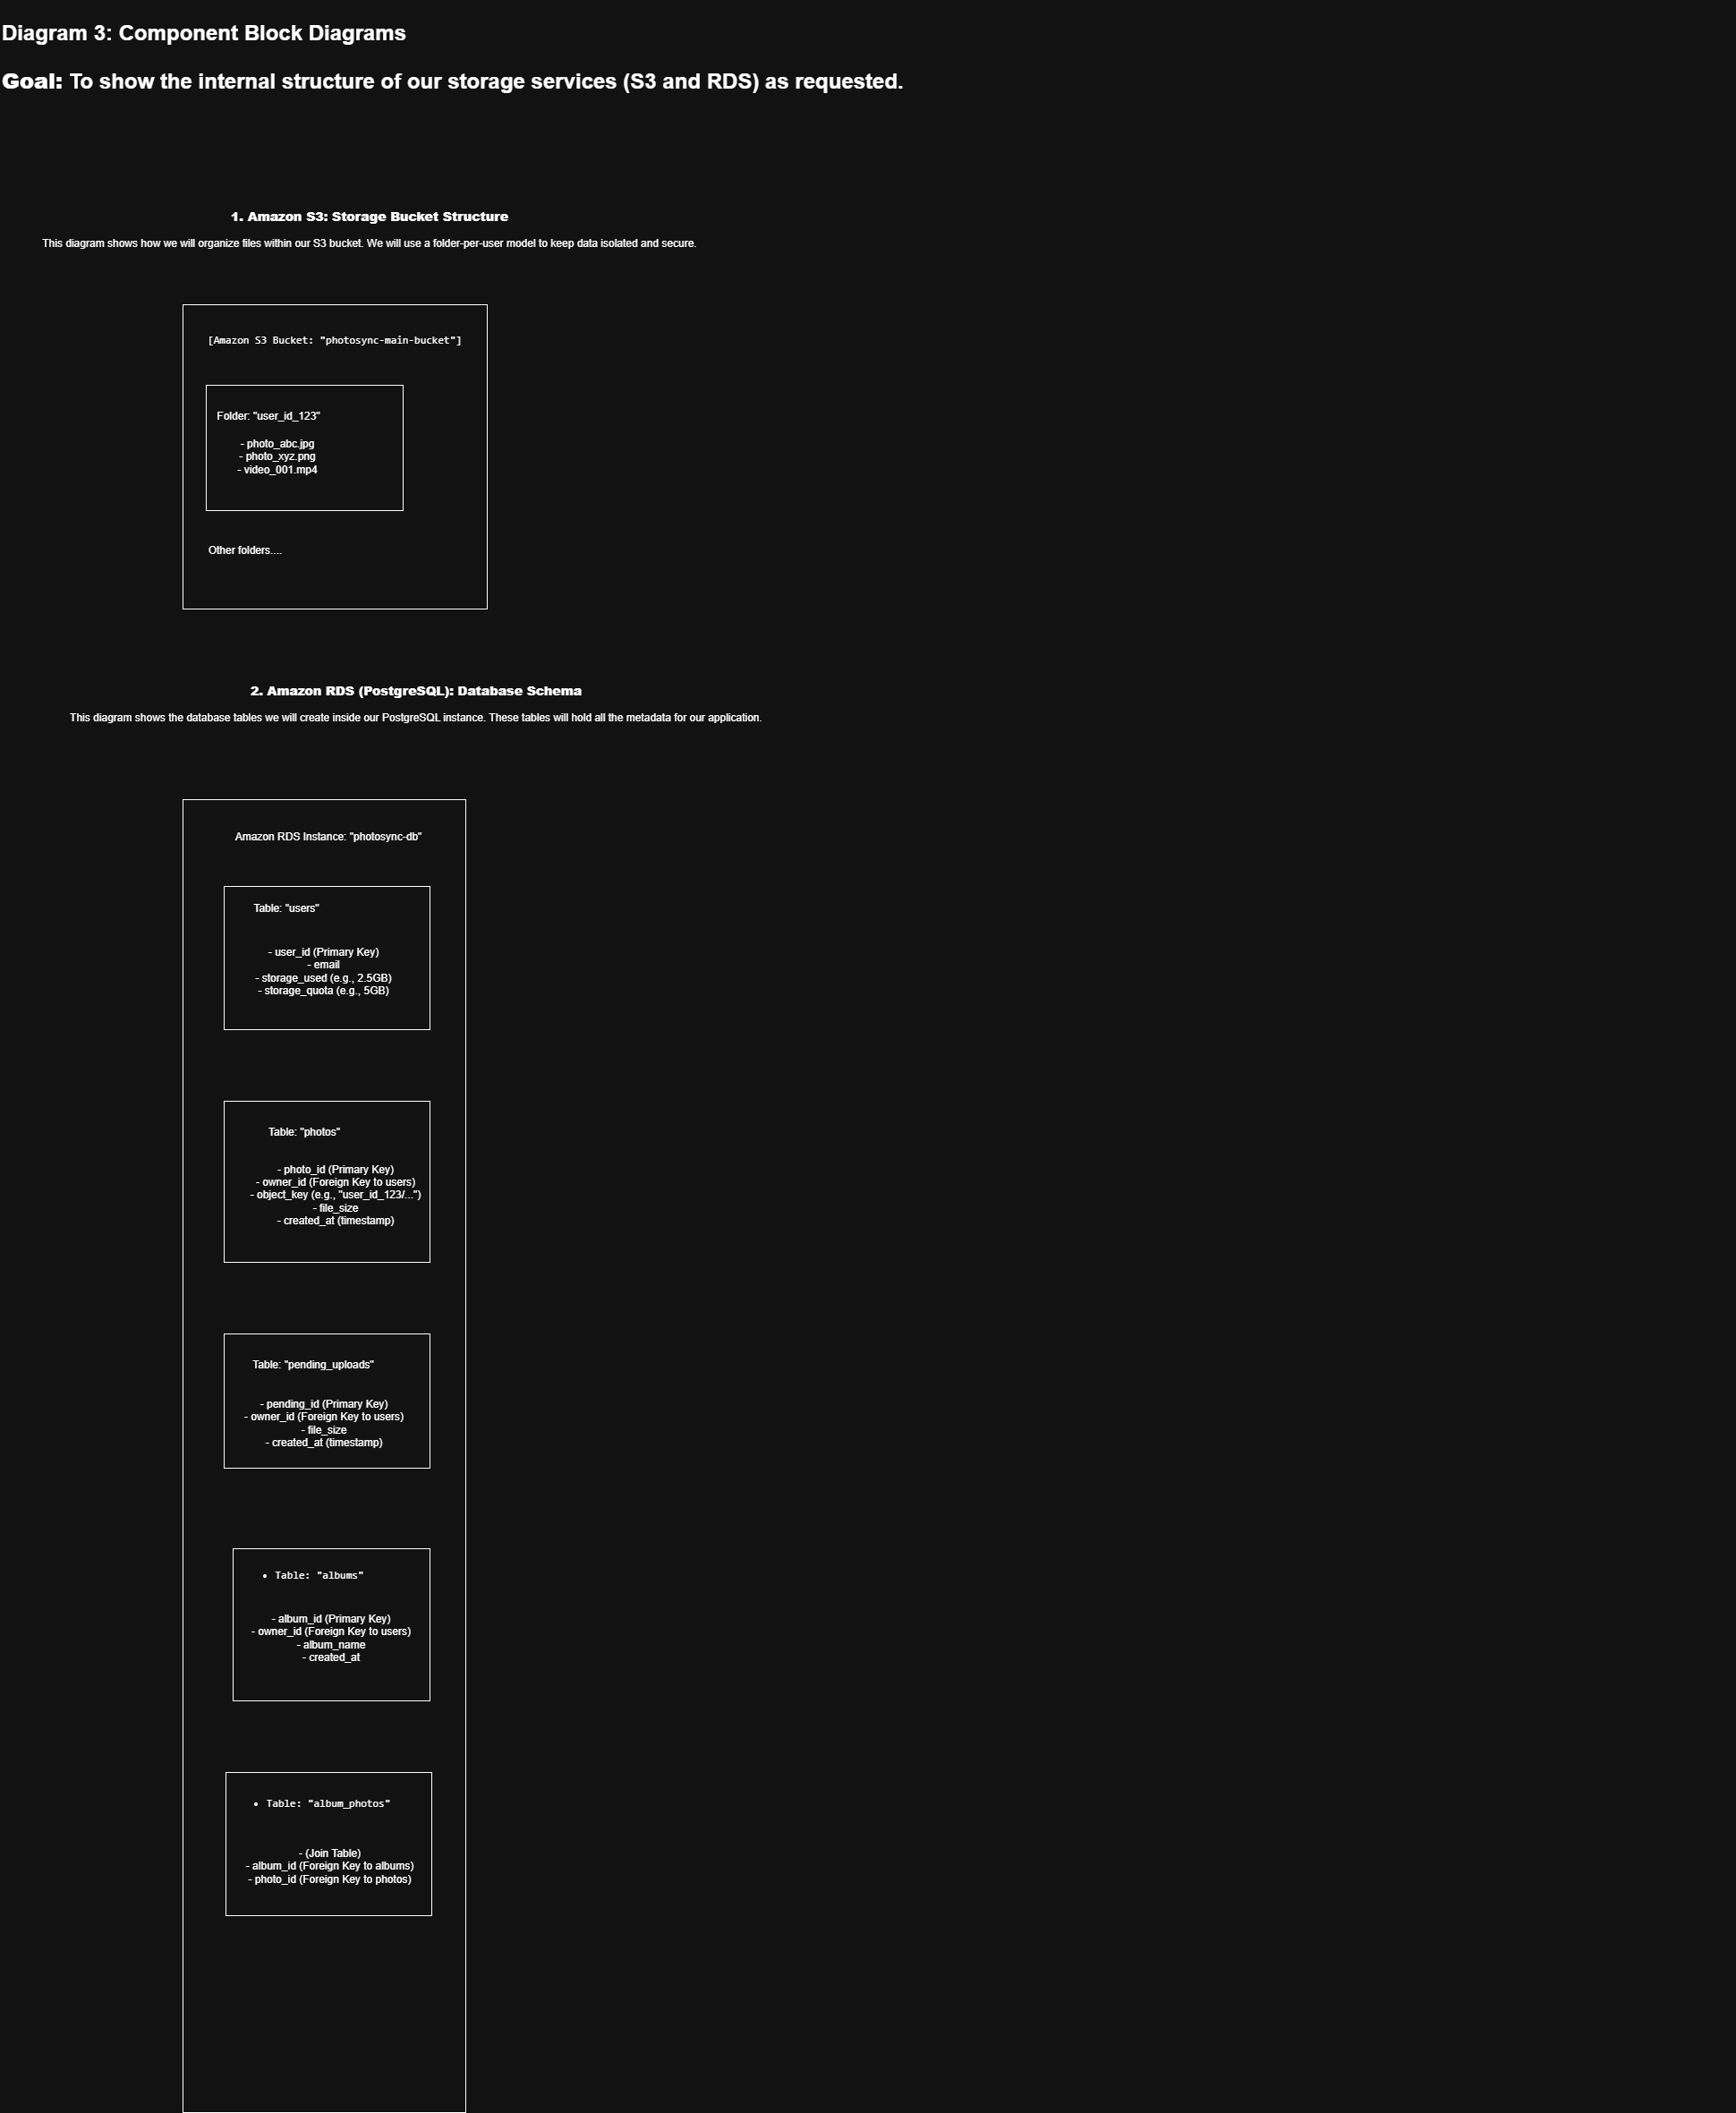 Diagram 3: Component Block Diagrams
Goal: To show the internal structure of our storage services (S3 and RDS) as requested.
1. Amazon S3: Storage Bucket Structure
This diagram shows how we will organize files within our S3 bucket. We will use a folder-per-user model to keep data isolated and secure.
[Amazon S3 Bucket: "photosync-main-bucket"]
Folder: "user_id_123"
- photo_abc.jpg
- photo_xyz.png
- video_001.mp4
Other folders....
2. Amazon RDS (PostgreSQL): Database Schema
This diagram shows the database tables we will create inside our PostgreSQL instance. These tables will hold all the metadata for our application.
Amazon RDS Instance: "photosync-db"
Table: "users"
- user_id (Primary Key)
- email
- storage_used (e.g., 2.5GB)
- storage_quota (e.g., 5GB)
Table: "photos"
- photo_id (Primary Key)
- owner_id (Foreign Key to users)
- object_key (e.g., "user_id_123/...")
- file_size
- created_at (timestamp)
Table: "pending_uploads"
- pending_id (Primary Key)
- owner_id (Foreign Key to users)
- file_size
- created_at (timestamp)
• Table: "albums"
- album_id (Primary Key)
- owner_id (Foreign Key to users)
- album_name
- created_at
• Table: "album_photos"
- (Join Table)
- album_id (Foreign Key to albums)
- photo_id (Foreign Key to photos)